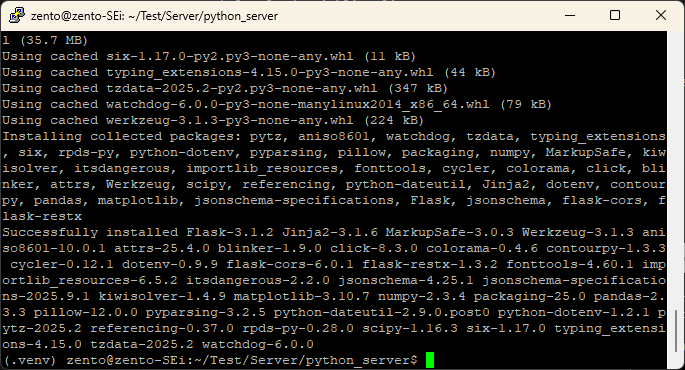 zento@zento-SEi: ~/Test/Server/python_server
l (35.7 MB)
Using cached six-1.17.0-py2.py3-none-any.whl (11 kB)
Using cached typing_extensions-4.15.0-py3-none-any.whl (44 kB)
Using cached tzdata-2025.2-py2.py3-none-any.whl (347 kB)
Using cached watchdog-6.0.0-py3-none-manylinux2014_x86_64.whl (79 kB)
Using cached werkzeug-3.1.3-py3-none-any.whl (224 kB)
Installing collected packages: pytz, aniso8601, watchdog, tzdata, typing_extensions
, six, rpds-py, python-dotenv, pyparsing, pillow, packaging, numpy, MarkupSafe, kiw
isolver, itsdangerous, importlib_resources, fonttools, cycler, colorama, click, bli
nker, attrs, Werkzeug, scipy, referencing, python-dateutil, Jinja2, dotenv, contour
py, pandas, matplotlib, jsonschema-specifications, Flask, jsonschema, flask-cors, f
lask-restx
Successfully installed Flask-3.1.2 Jinja2-3.1.6 MarkupSafe-3.0.3 Werkzeug-3.1.3 ani
so8601-10.0.1 attrs-25.4.0 blinker-1.9.0 click-8.3.0 colorama-0.4.6 contourpy-1.3.3
 cycler-0.12.1 dotenv-0.9.9 flask-cors-6.0.1 flask-restx-1.3.2 fonttools-4.60.1 imp
ortlib_resources-6.5.2 itsdangerous-2.2.0 jsonschema-4.25.1 jsonschema-specificatio
ns-2025.9.1 kiwisolver-1.4.9 matplotlib-3.10.7 numpy-2.3.4 packaging-25.0 pandas-2.
3.3 pillow-12.0.0 pyparsing-3.2.5 python-dateutil-2.9.0.post0 python-dotenv-1.2.1 p
ytz-2025.2 referencing-0.37.0 rpds-py-0.28.0 scipy-1.16.3 six-1.17.0 typing_extensi
ons-4.15.0 tzdata-2025.2 watchdog-6.0.0
(.venv) zento@zento-SEi:~/Test/Server/python_server$